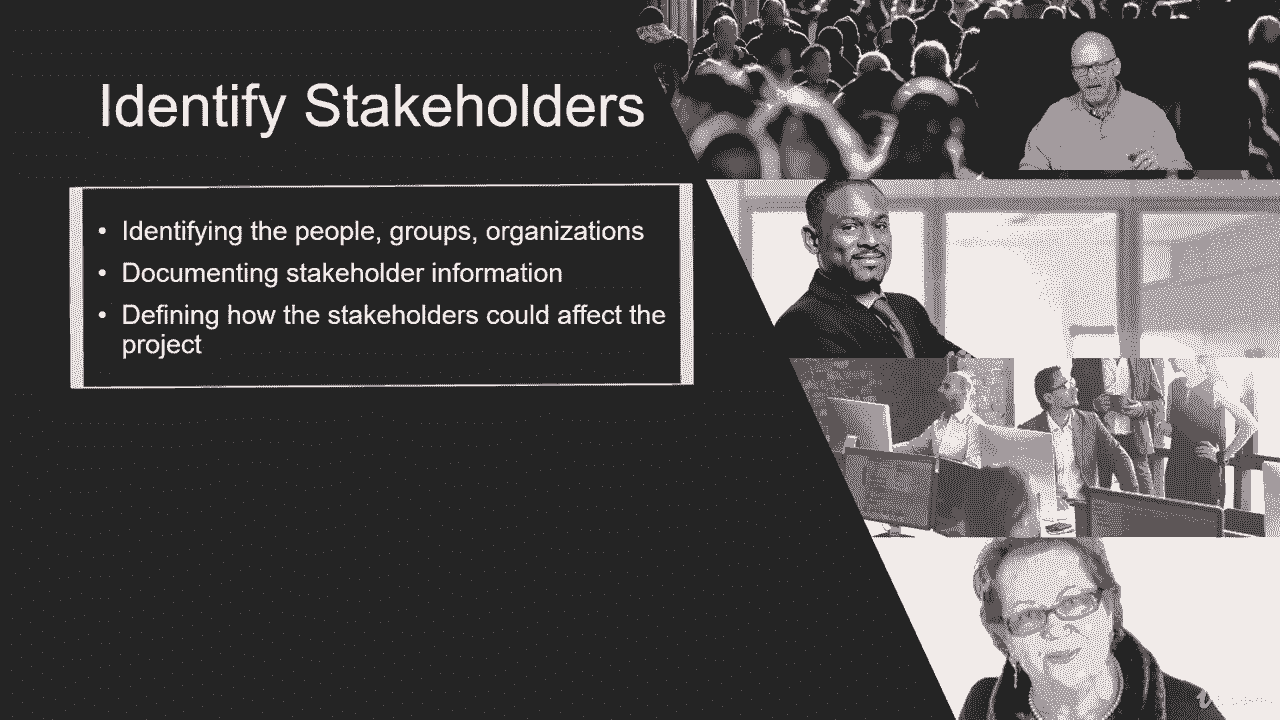 Identify Stakeholders
• Identifying the people, groups, organizations
• Documenting stakeholder information
• Defining how the stakeholders could affect the
project